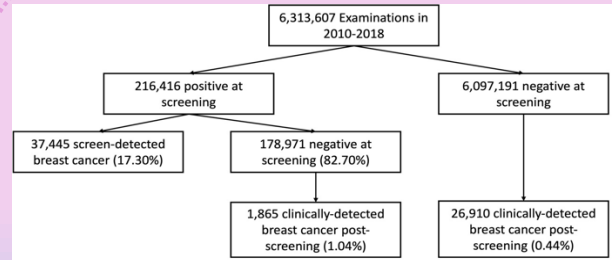 6,313,607 Examinations in
2010-2018
216,416 positive at
screening
6,097,191 negative at
screening
37,445 screen-detected
breast cancer (17.30%)
178,971 negative at
screening (82.70%)
1,865 clinically-detected
breast cancer post-
screening (1.04%)
26,910 clinically-detected
breast cancer post-
screening (0.44%)